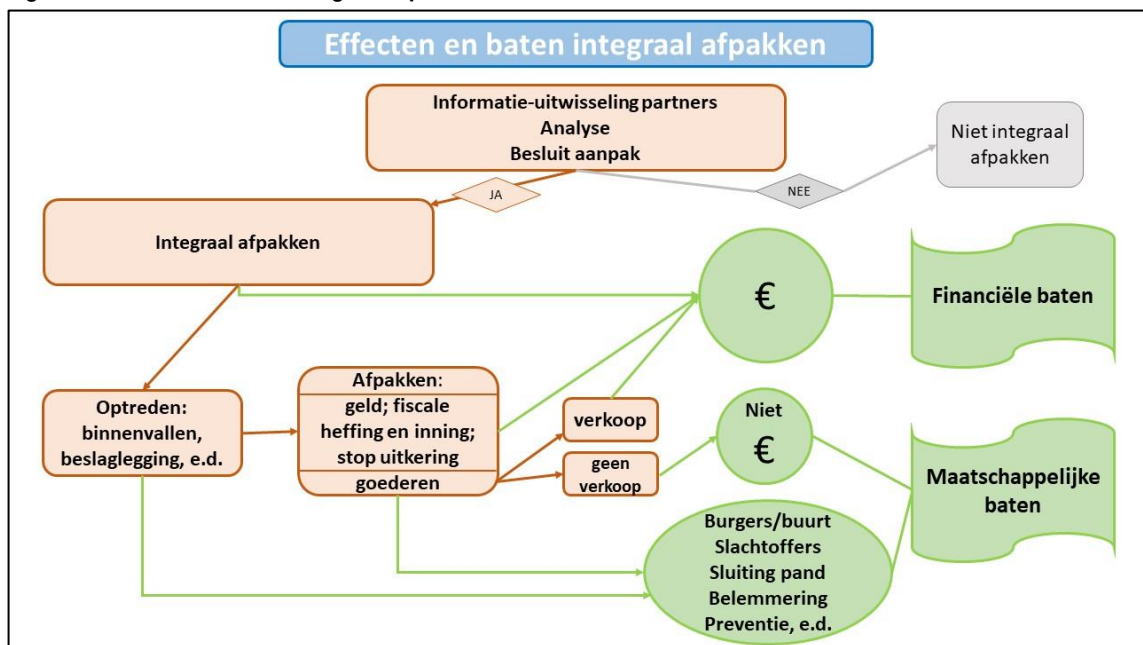 Effecten en baten integraal afpakken
Informatie-uitwisseling partners
Analyse
Besluit aanpak
Niet integraal
afpakken
JA
NEE
Integraal afpakken
€
Financiële baten
Optreden:
binnenvallen,
beslaglegging, e.d.
Afpakken:
geld; fiscale
heffing en inning;
stop uitkering
goederen
verkoop
geen
verkoop
Niet
€
Maatschappelijke
baten
Burgers/buurt
Slachtoffers
Sluiting pand
Belemmering
Preventie, e.d.